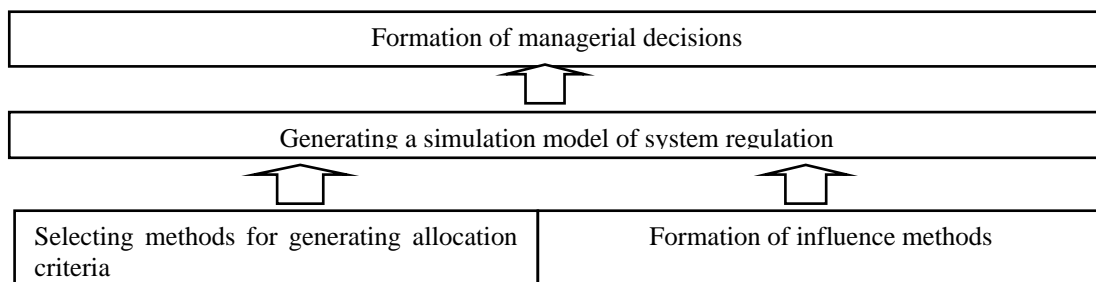 Formation of managerial decisions
Generating a simulation model of system regulation
Selecting methods for generating allocation
criteria
Formation of influence methods